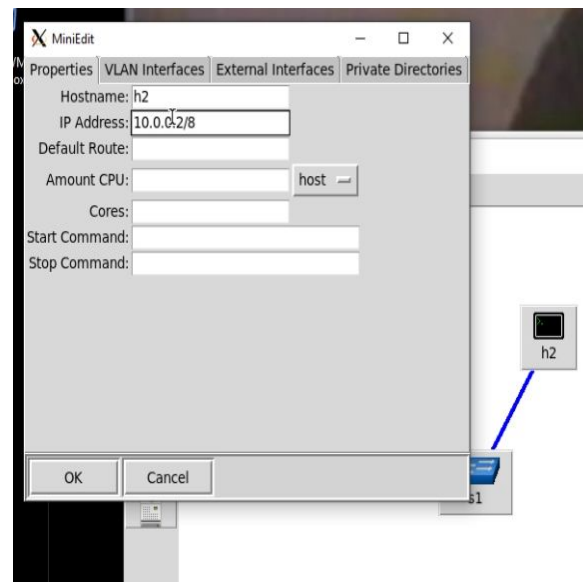 MiniEdit
Properties VLAN Interfaces External Interfaces Private Directories
Hostname: h2
IP Address: 10.0.0.2/8
Default Route:
Amount CPU: host
Cores:
Start Command:
Stop Command:
OK Cancel
h2
s1